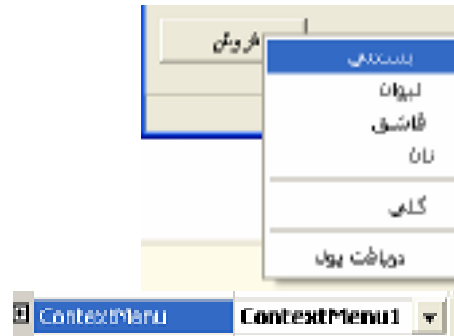 فروش
بستنی
لیوان
قاشق
نان
کلی
دریافت پول
ContextMenu ContextMenu1